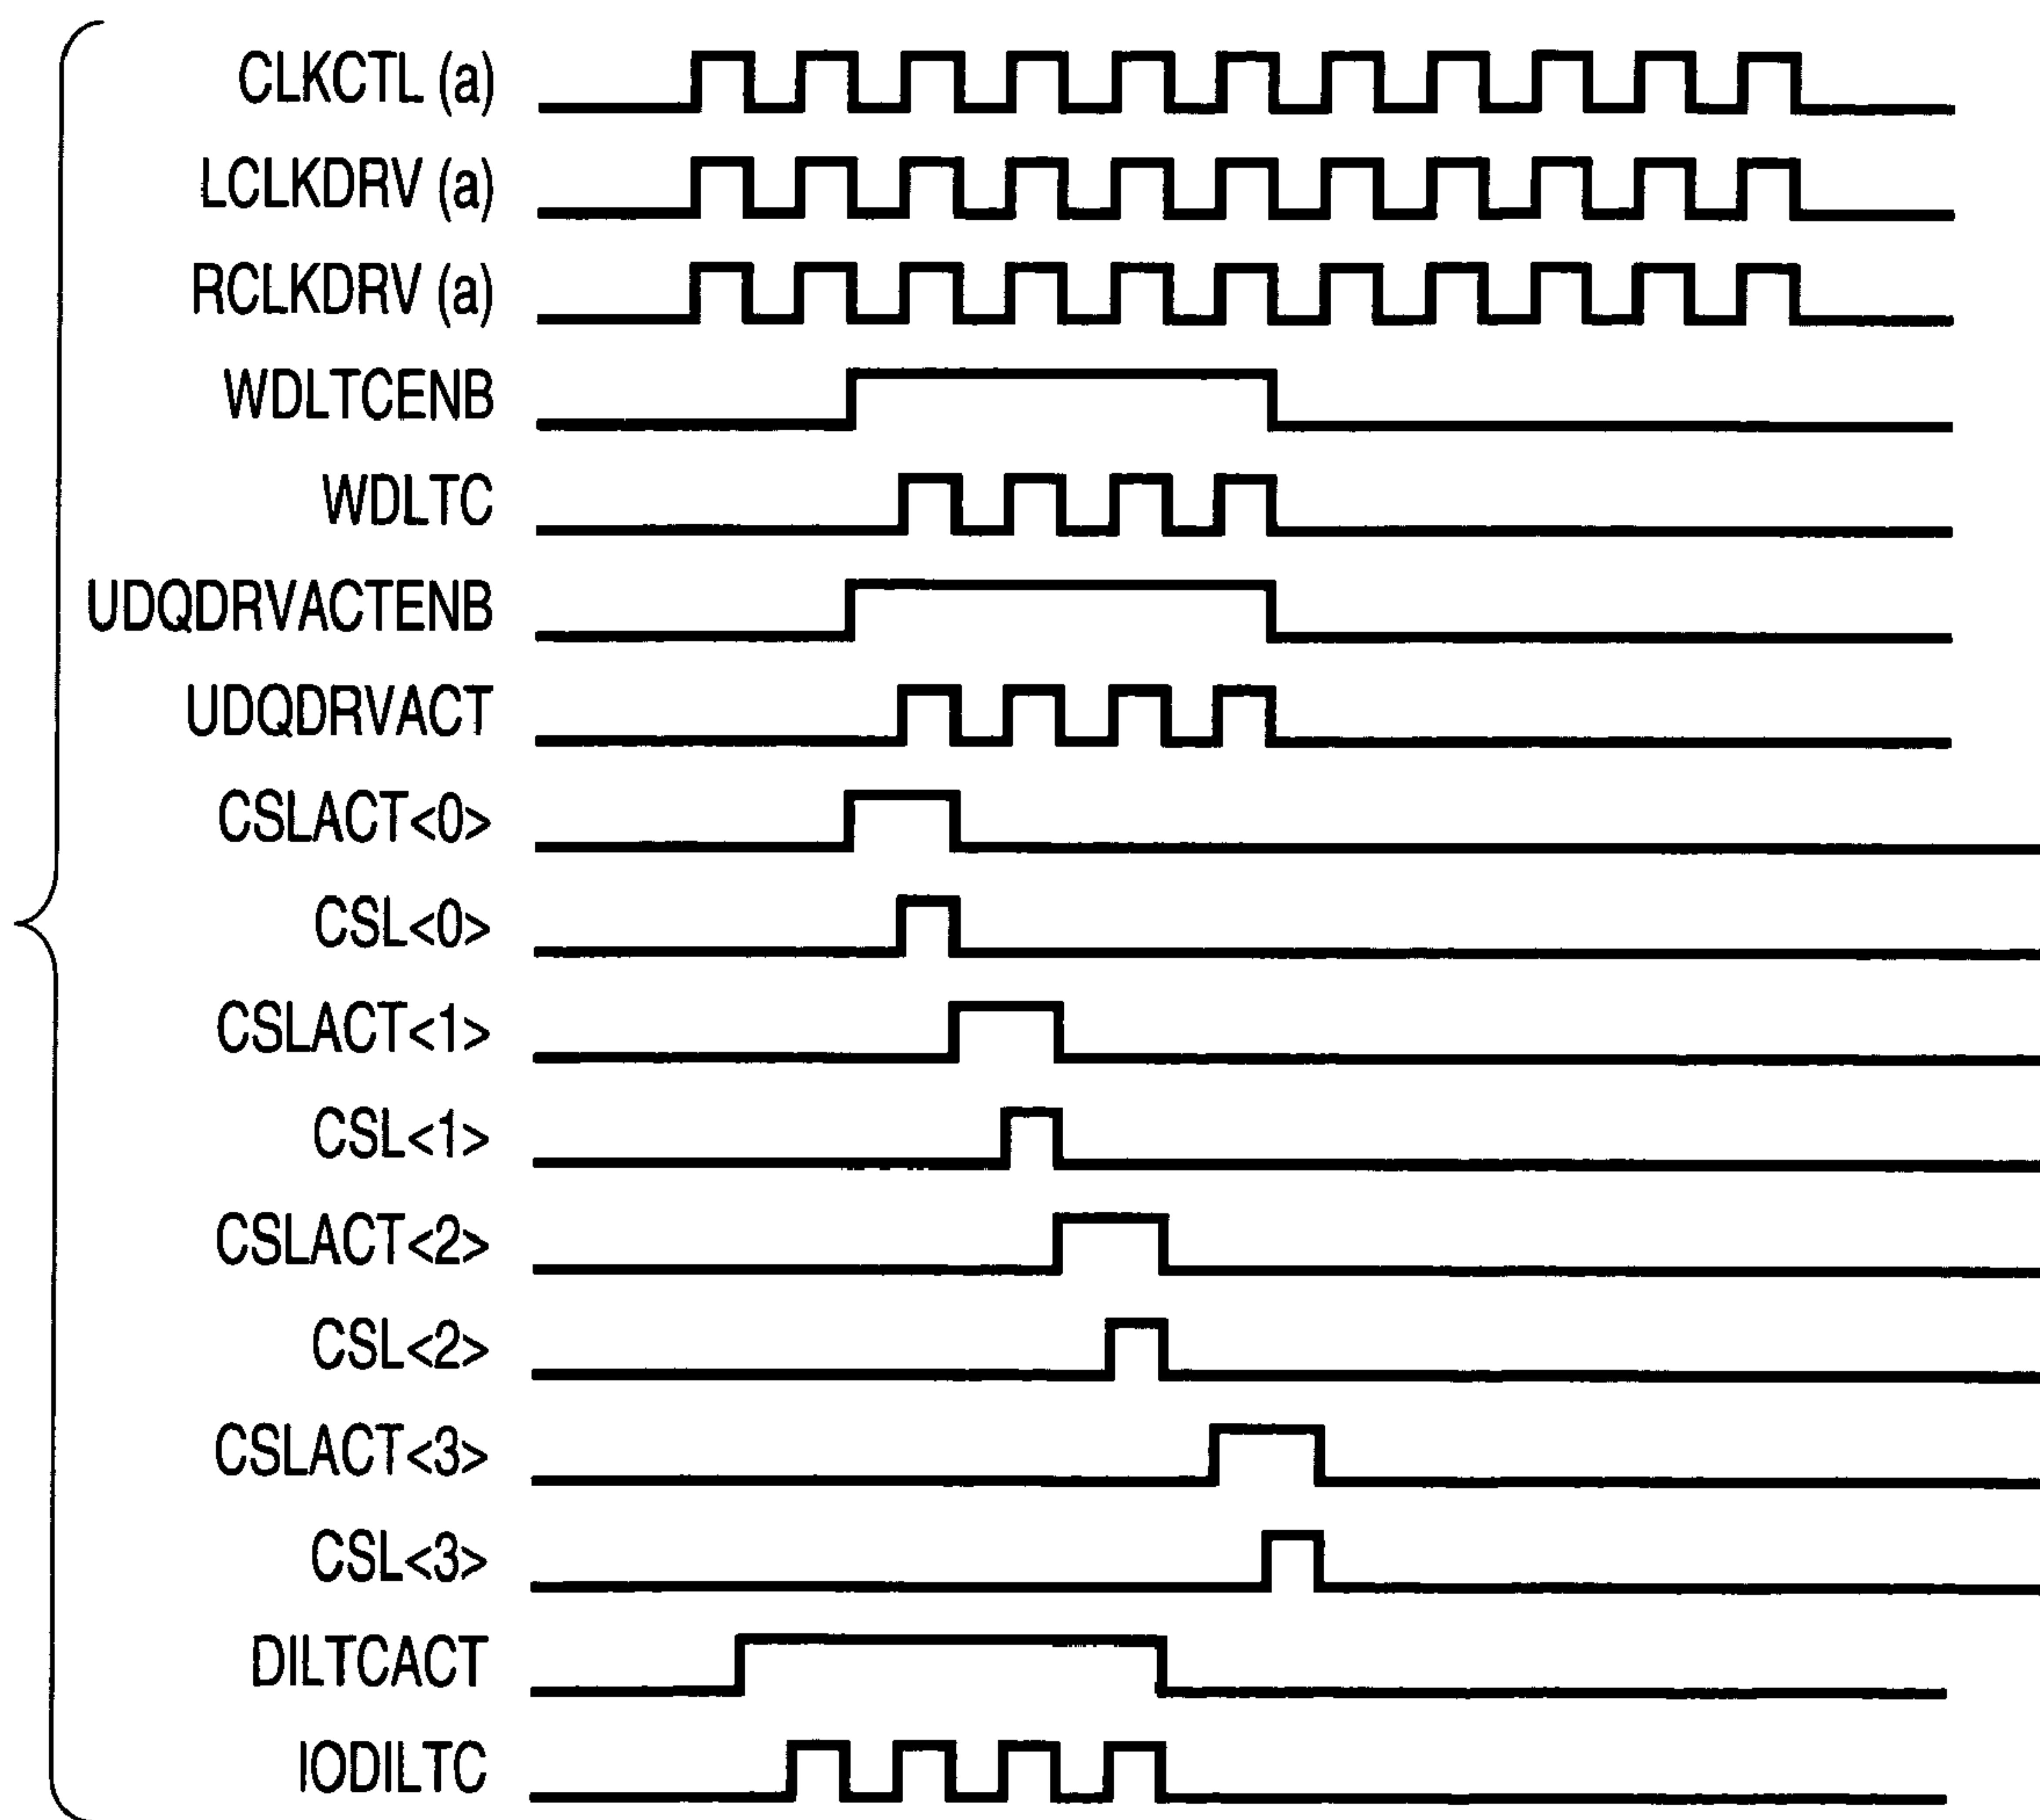 CLKCTL (a)
LCLKDRV (a)
RCLKDRV (a)
WDLTCENB
WDLTC
UDQDRVACTENB
UDQDRVACT
CSLACT<0>
CSL<0>
CSLACT<1>
CSL<1>
CSLACT<2>
CSL<2>
CSLACT<3>
CSL<3>
DILTCACT
IODILTC